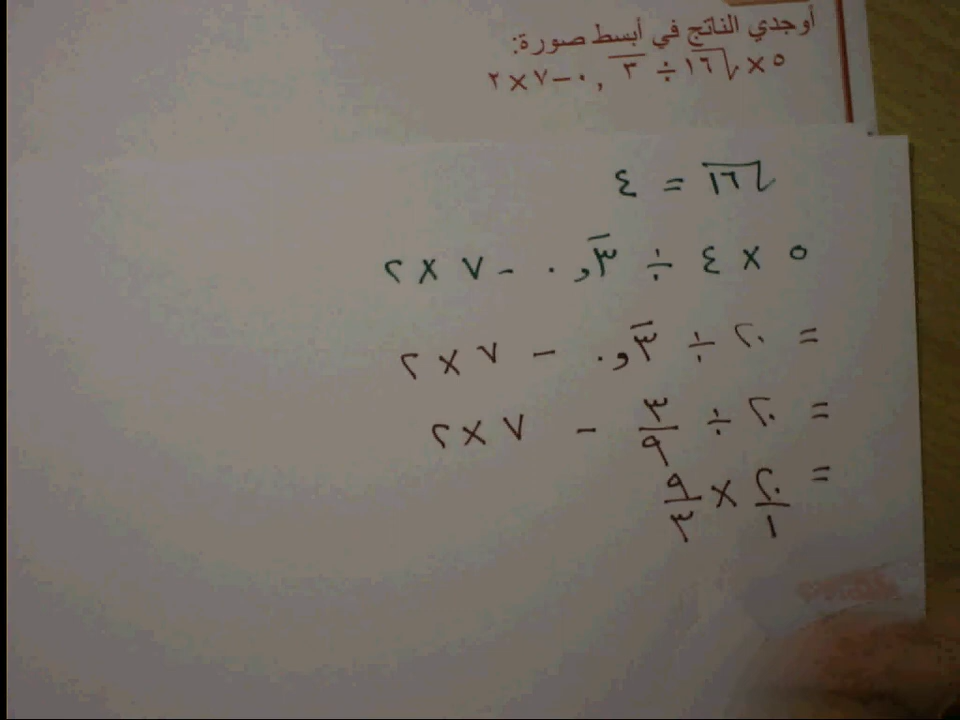 أوجدي الناتج في أبسط صورة:
٥ × √١٦ ÷ ٠,٣̅ − ٧ × ٢
√١٦ = ٤
٥ × ٤ ÷ ٠,٣̅ − ٧ × ٢
= ٢٠ ÷ ٠,٣̅ − ٧ × ٢
= ٢٠ ÷ ٣/٩ − ٧ × ٢
= ٢٠/١ × ٩/٣